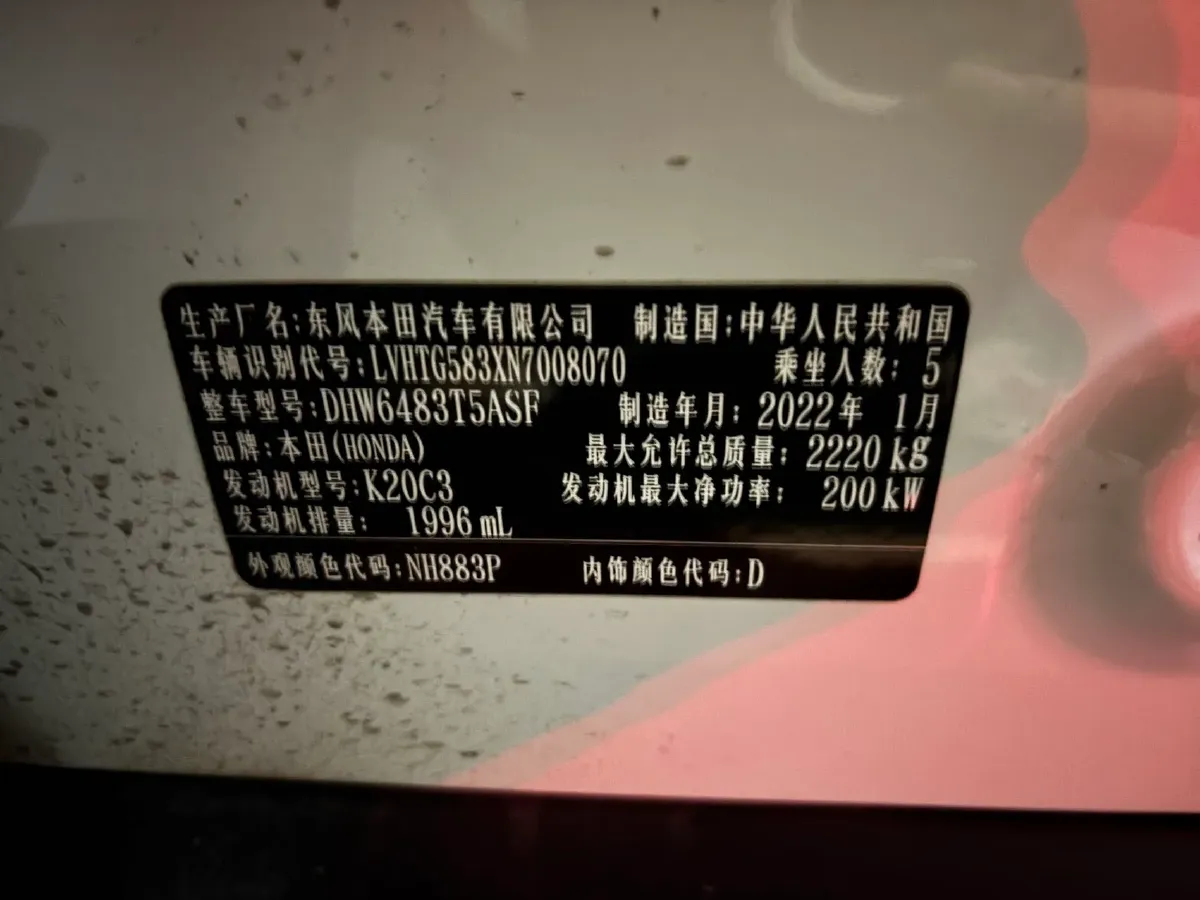 生产厂名:东风本田汽车有限公司 制造国:中华人民共和国
车辆识别代号:LVHTG583XN7008070 乘坐人数: 5
整车型号:DHW6483T5ASF 制造年月: 2022年 1月
品牌:本田(HONDA) 最大允许总质量: 2220 kg
发动机型号:K20C3 发动机最大净功率: 200 kW
发动机排量: 1996 mL
外观颜色代码:NH883P 内饰颜色代码:D